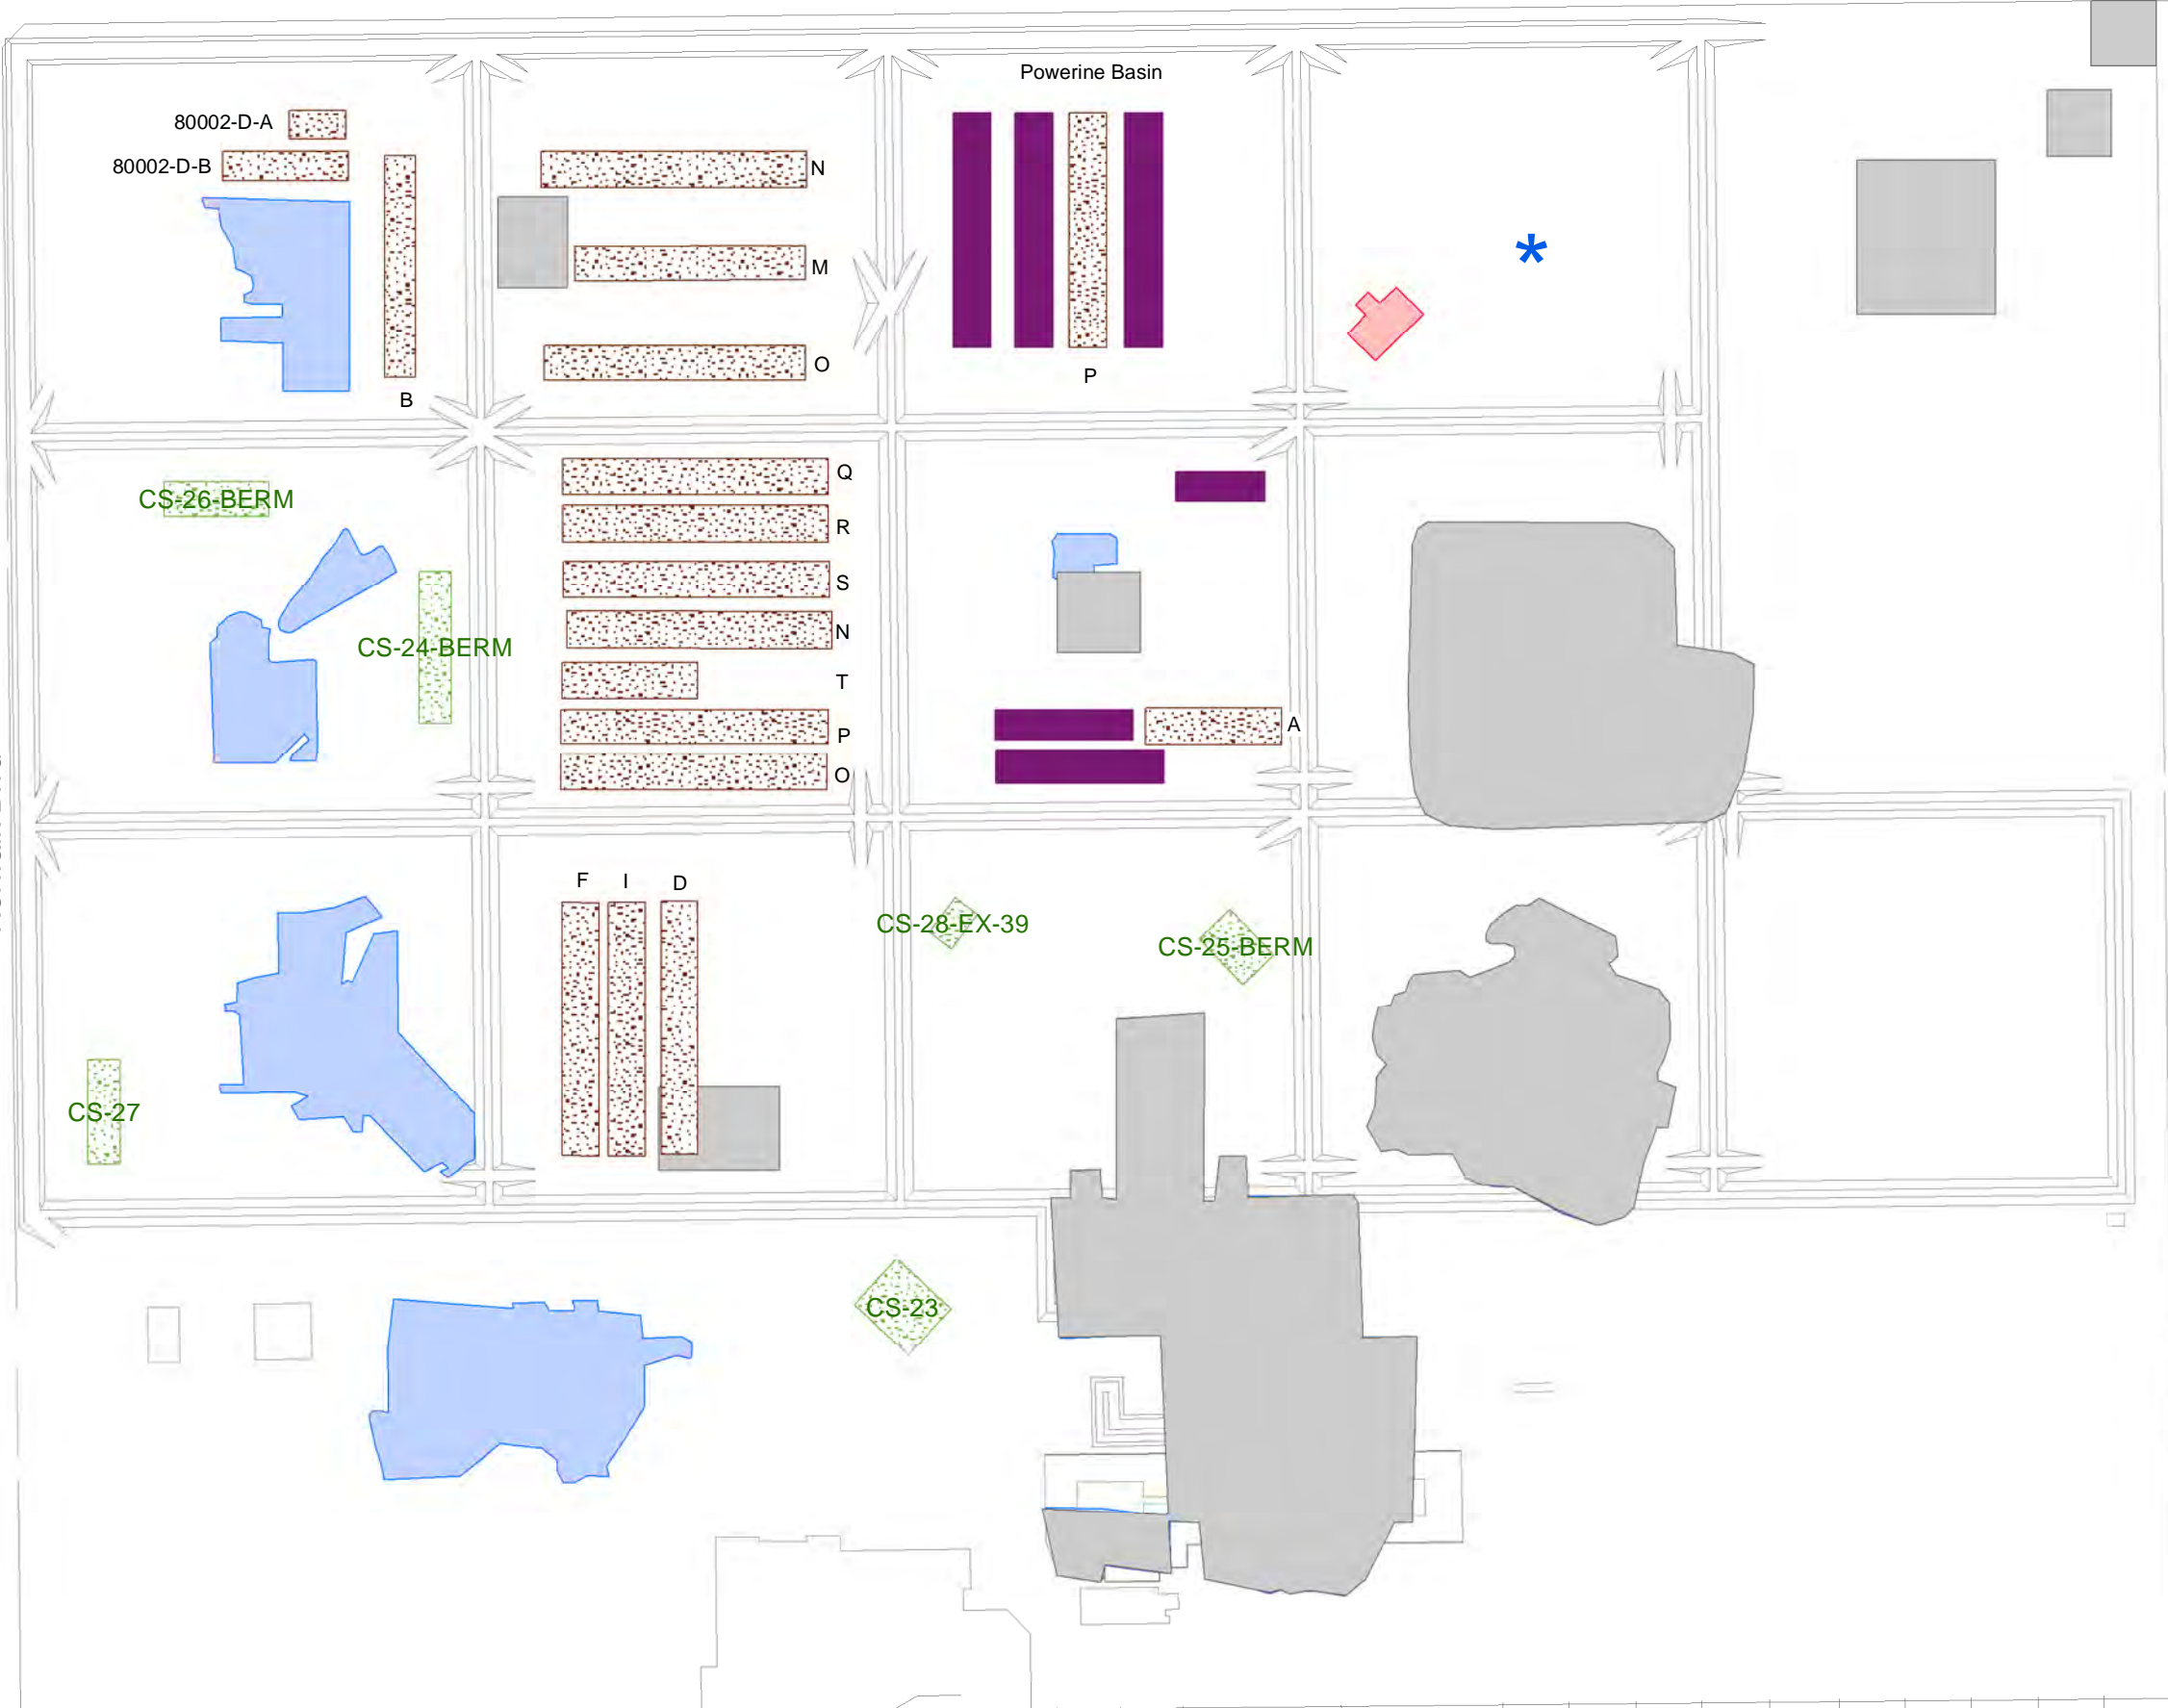 Powerine Basin
80002-D-A
80002-D-B
N
M
O
B
P
*
CS-26-BERM
CS-24-BERM
Q
R
S
N
T
P
O
A
F I D
CS-28-EX-39
CS-25-BERM
CS-27
CS-23